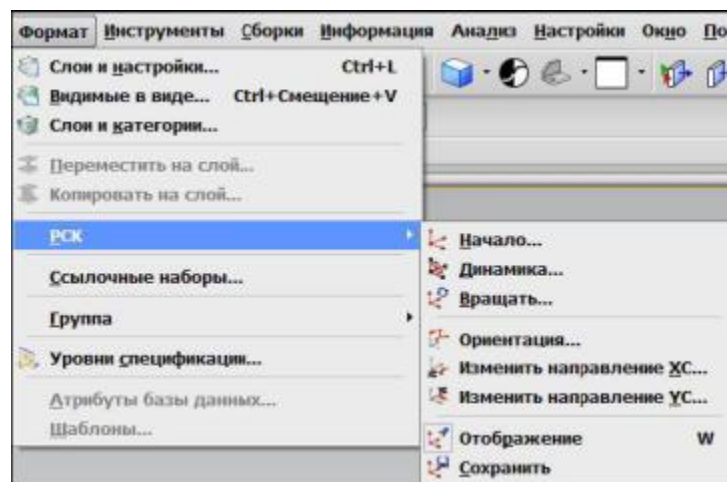 Формат Инструменты Сборки Информация Анализ Настройки Окно По
Слои и настройки... Ctrl+L
Видимые в виде... Ctrl+Смещение+V
Слои и категории...
Переместить на слой...
Копировать на слой...
РСК
Ссылочные наборы...
Группа
Уровни спецификации...
Атрибуты базы данных...
Шаблоны...
Начало...
Динамика...
Вращать...
Ориентация...
Изменить направление XC...
Изменить направление YC...
Отображение W
Сохранить